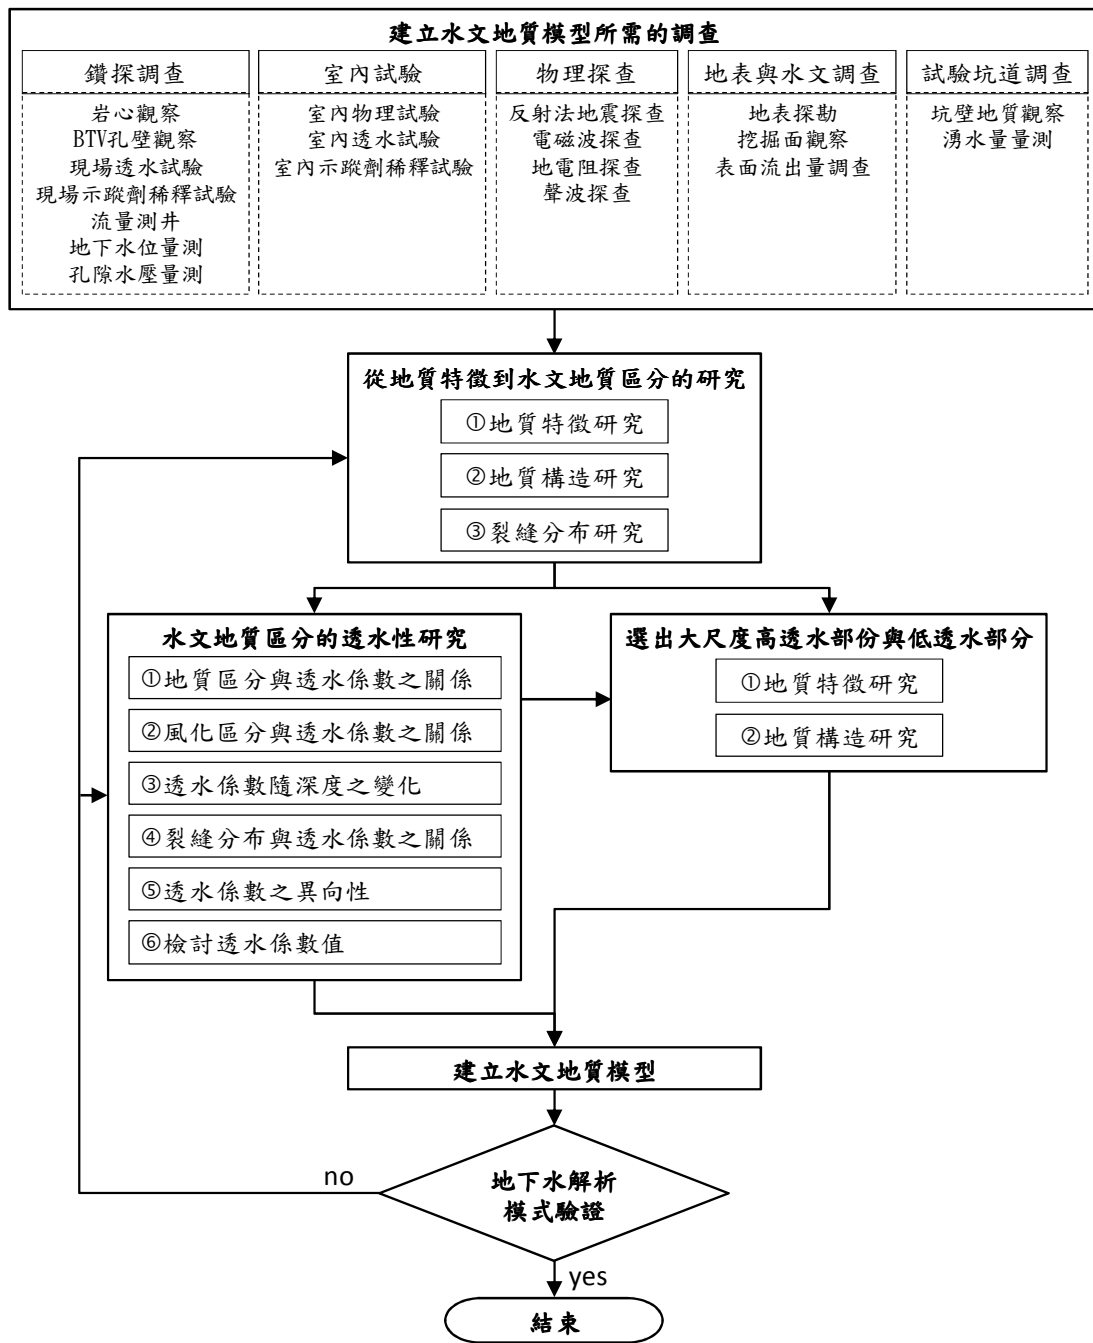 建立水文地質模型所需的調查
鑽探調查
岩心觀察
BTV孔壁觀察
現場透水試驗
現場示蹤劑稀釋試驗
流量測井
地下水位量測
孔隙水壓量測
室內試驗
室內物理試驗
室內透水試驗
室內示蹤劑稀釋試驗
物理探查
反射法地震探查
電磁波探查
地電阻探查
聲波探查
地表與水文調查
地表探勘
挖掘面觀察
表面流出量調查
試驗坑道調查
坑壁地質觀察
湧水量量測
從地質特徵到水文地質區分的研究
①地質特徵研究
②地質構造研究
③裂縫分布研究
水文地質區分的透水性研究
①地質區分與透水係數之關係
②風化區分與透水係數之關係
③透水係數隨深度之變化
④裂縫分布與透水係數之關係
⑤透水係數之異向性
⑥檢討透水係數值
選出大尺度高透水部份與低透水部分
①地質特徵研究
②地質構造研究
建立水文地質模型
地下水解析
模式驗證
no
yes
結束